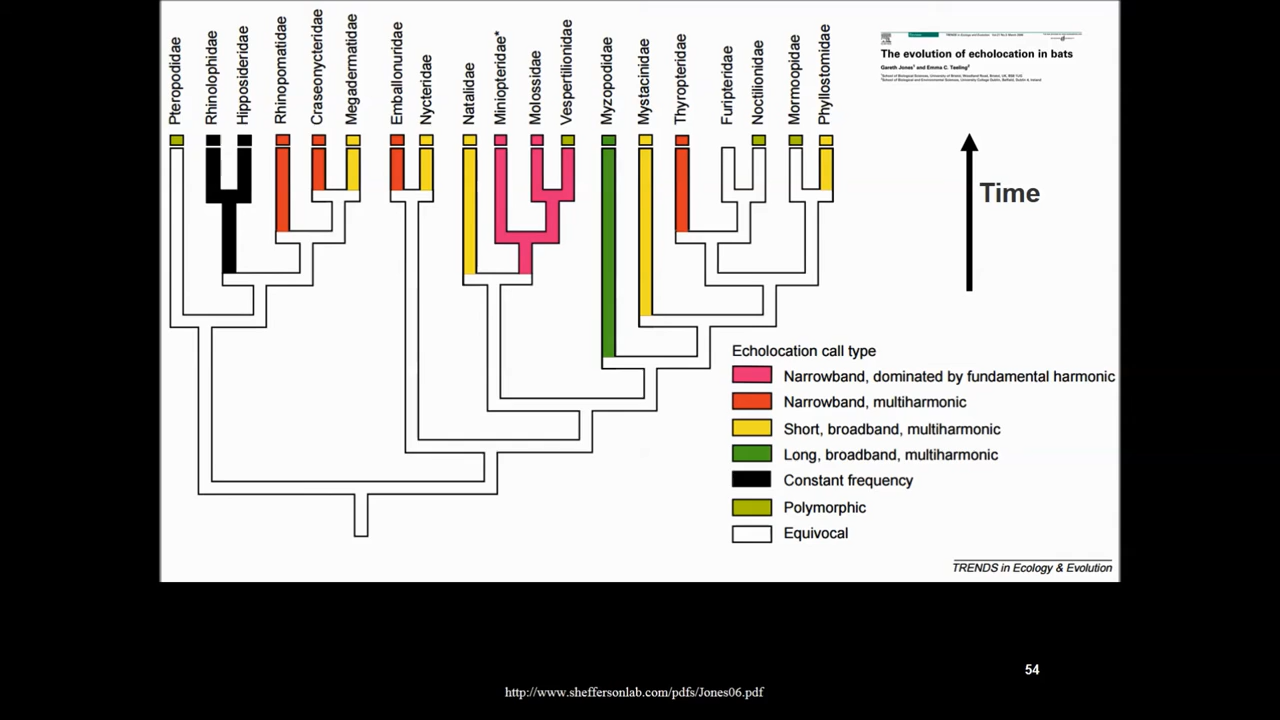 Pteropodidae
Rhinolophidae
Hipposideridae
Rhinopomatidae
Craseonycteridae
Megadermatidae
Emballonuridae
Nycteridae
Natalidae
Miniopteridae*
Molossidae
Vespertilionidae
Myzopodidae
Mystacinidae
Thyropteridae
Furipteridae
Noctilionidae
Mormoopidae
Phyllostomidae
The evolution of echolocation in bats
Gareth Jones¹ and Emma C. Teeling²
Time
Echolocation call type
Narrowband, dominated by fundamental harmonic
Narrowband, multiharmonic
Short, broadband, multiharmonic
Long, broadband, multiharmonic
Constant frequency
Polymorphic
Equivocal
TRENDS in Ecology & Evolution
54
http://www.sheffersonlab.com/pdfs/Jones06.pdf